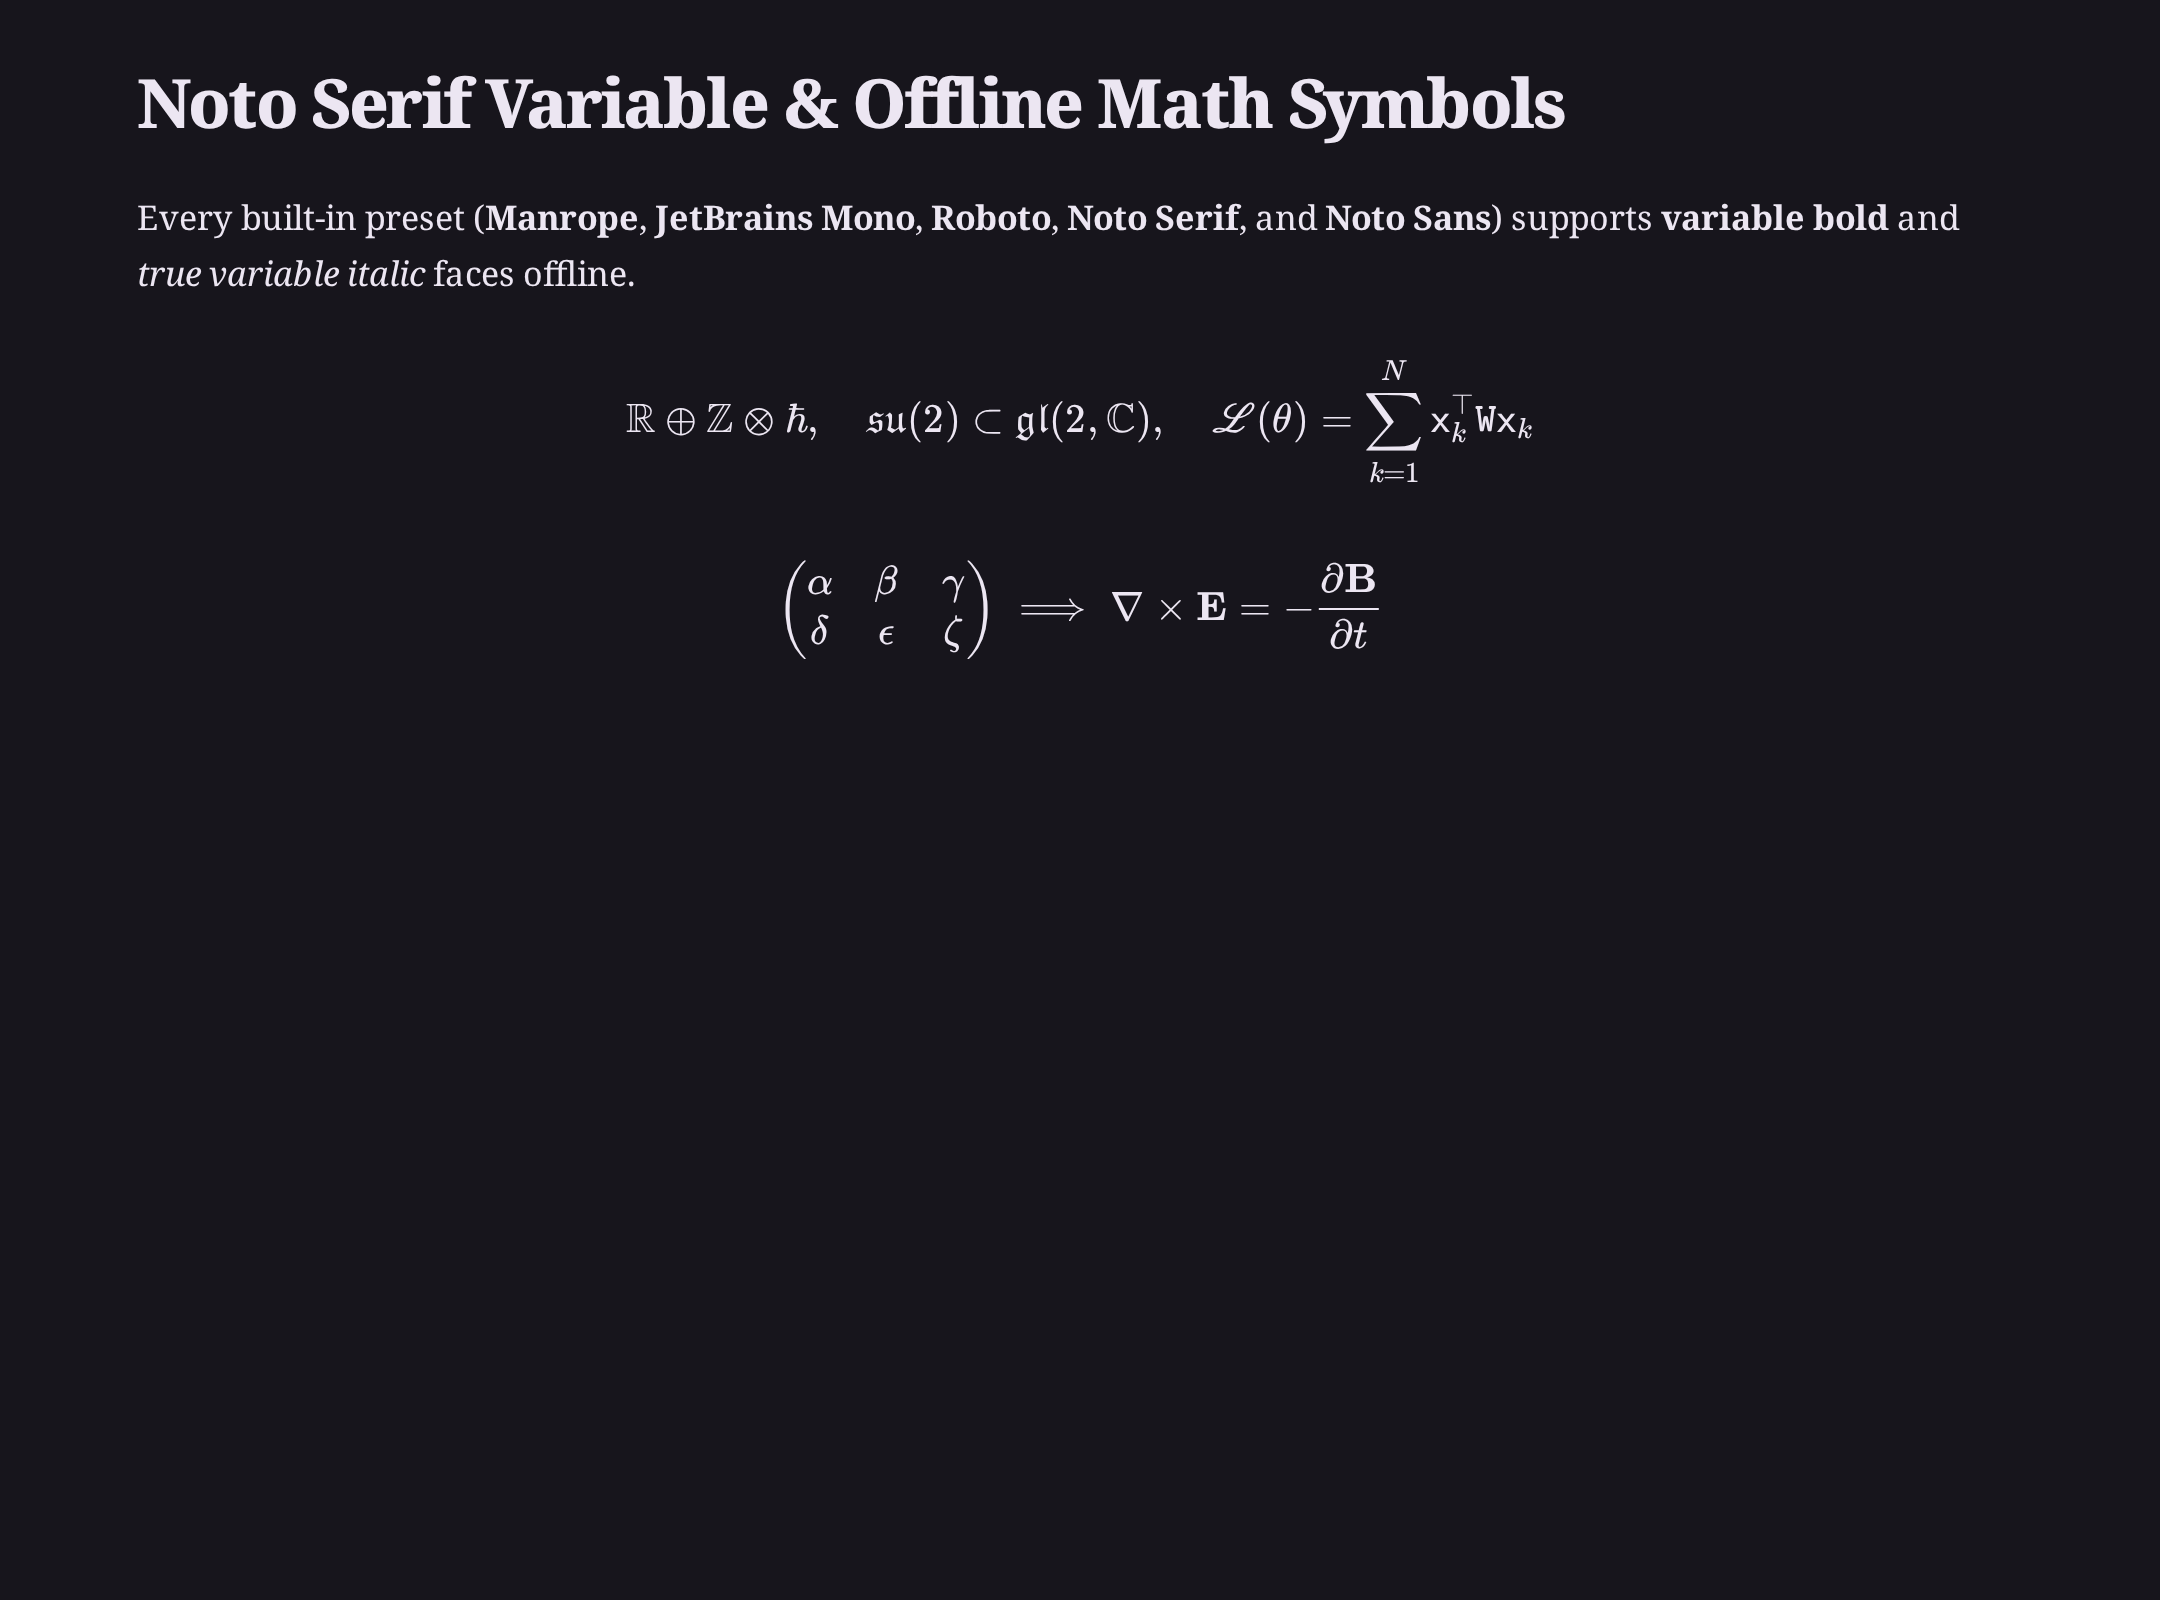 Noto Serif Variable & Offline Math Symbols
Every built-in preset (Manrope, JetBrains Mono, Roboto, Noto Serif, and Noto Sans) supports variable bold and
true variable italic faces offline.
ℝ ⊕ ℤ ⊗ ℏ, 𝔰𝔲(2) ⊂ 𝔤𝔩(2, ℂ), ℒ(θ) = ∑_{k=1}^{N} 𝚡_k^⊤ 𝚆𝚡_k
(α β γ; δ ϵ ζ) ⟹ ∇ × 𝐄 = −∂𝐁/∂t